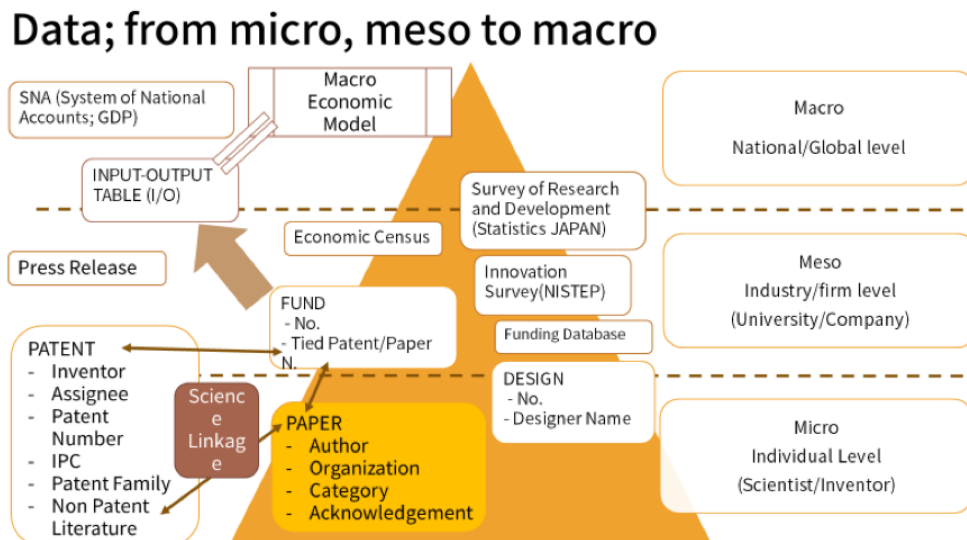 Data; from micro, meso to macro
SNA (System of National
Accounts; GDP)
Macro
Economic
Model
Macro
National/Global level
INPUT-OUTPUT
TABLE (I/O)
Survey of Research
and Development
(Statistics JAPAN)
Economic Census
Press Release
Innovation
Survey(NISTEP)
Meso
Industry/firm level
(University/Company)
FUND
- No.
- Tied Patent/Paper
N.
Funding Database
PATENT
- Inventor
- Assignee
- Patent
Number
- IPC
- Patent Family
- Non Patent
Literature
Scienc
e
Linkag
e
PAPER
- Author
- Organization
- Category
- Acknowledgement
DESIGN
- No.
- Designer Name
Micro
Individual Level
(Scientist/Inventor)